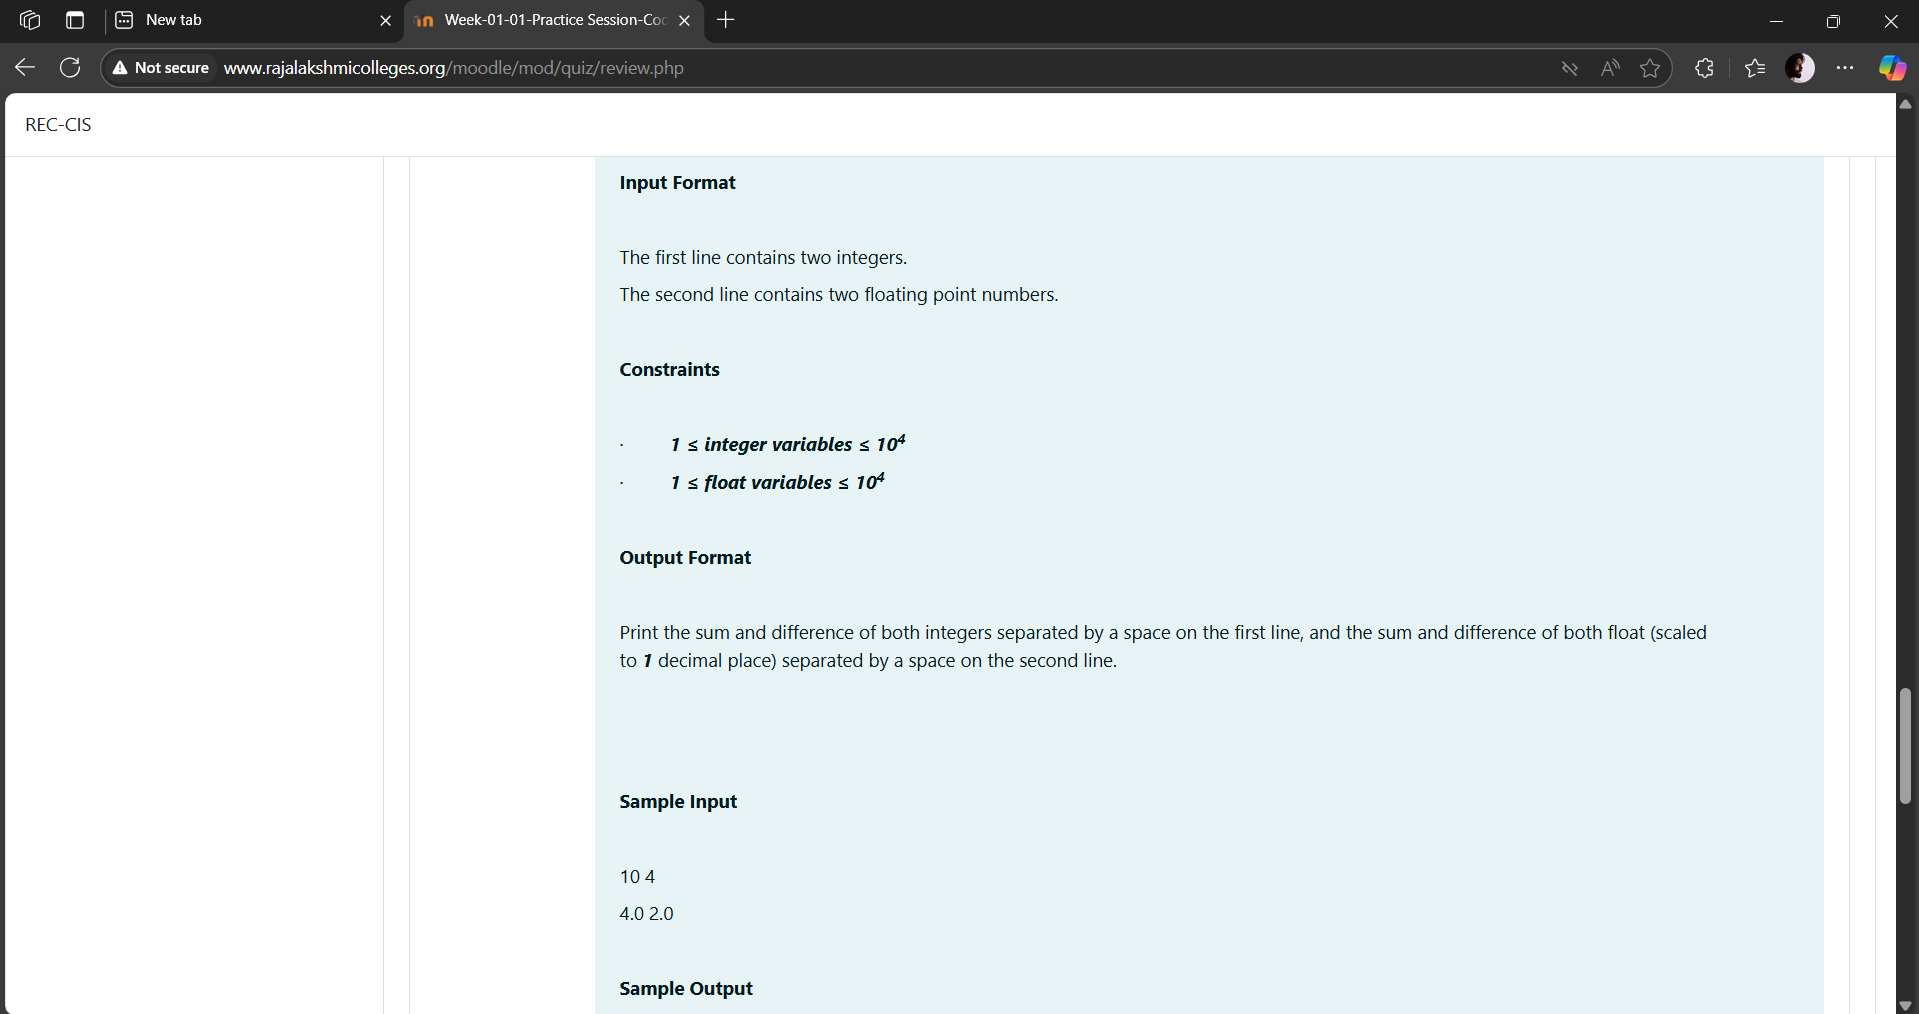 New tab
Week-01-01-Practice Session-Co
Not secure www.rajalakshmicolleges.org/moodle/mod/quiz/review.php
REC-CIS
Input Format
The first line contains two integers.
The second line contains two floating point numbers.
Constraints
· 1 ≤ integer variables ≤ 10⁴
· 1 ≤ float variables ≤ 10⁴
Output Format
Print the sum and difference of both integers separated by a space on the first line, and the sum and difference of both float (scaled
to 1 decimal place) separated by a space on the second line.
Sample Input
10 4
4.0 2.0
Sample Output